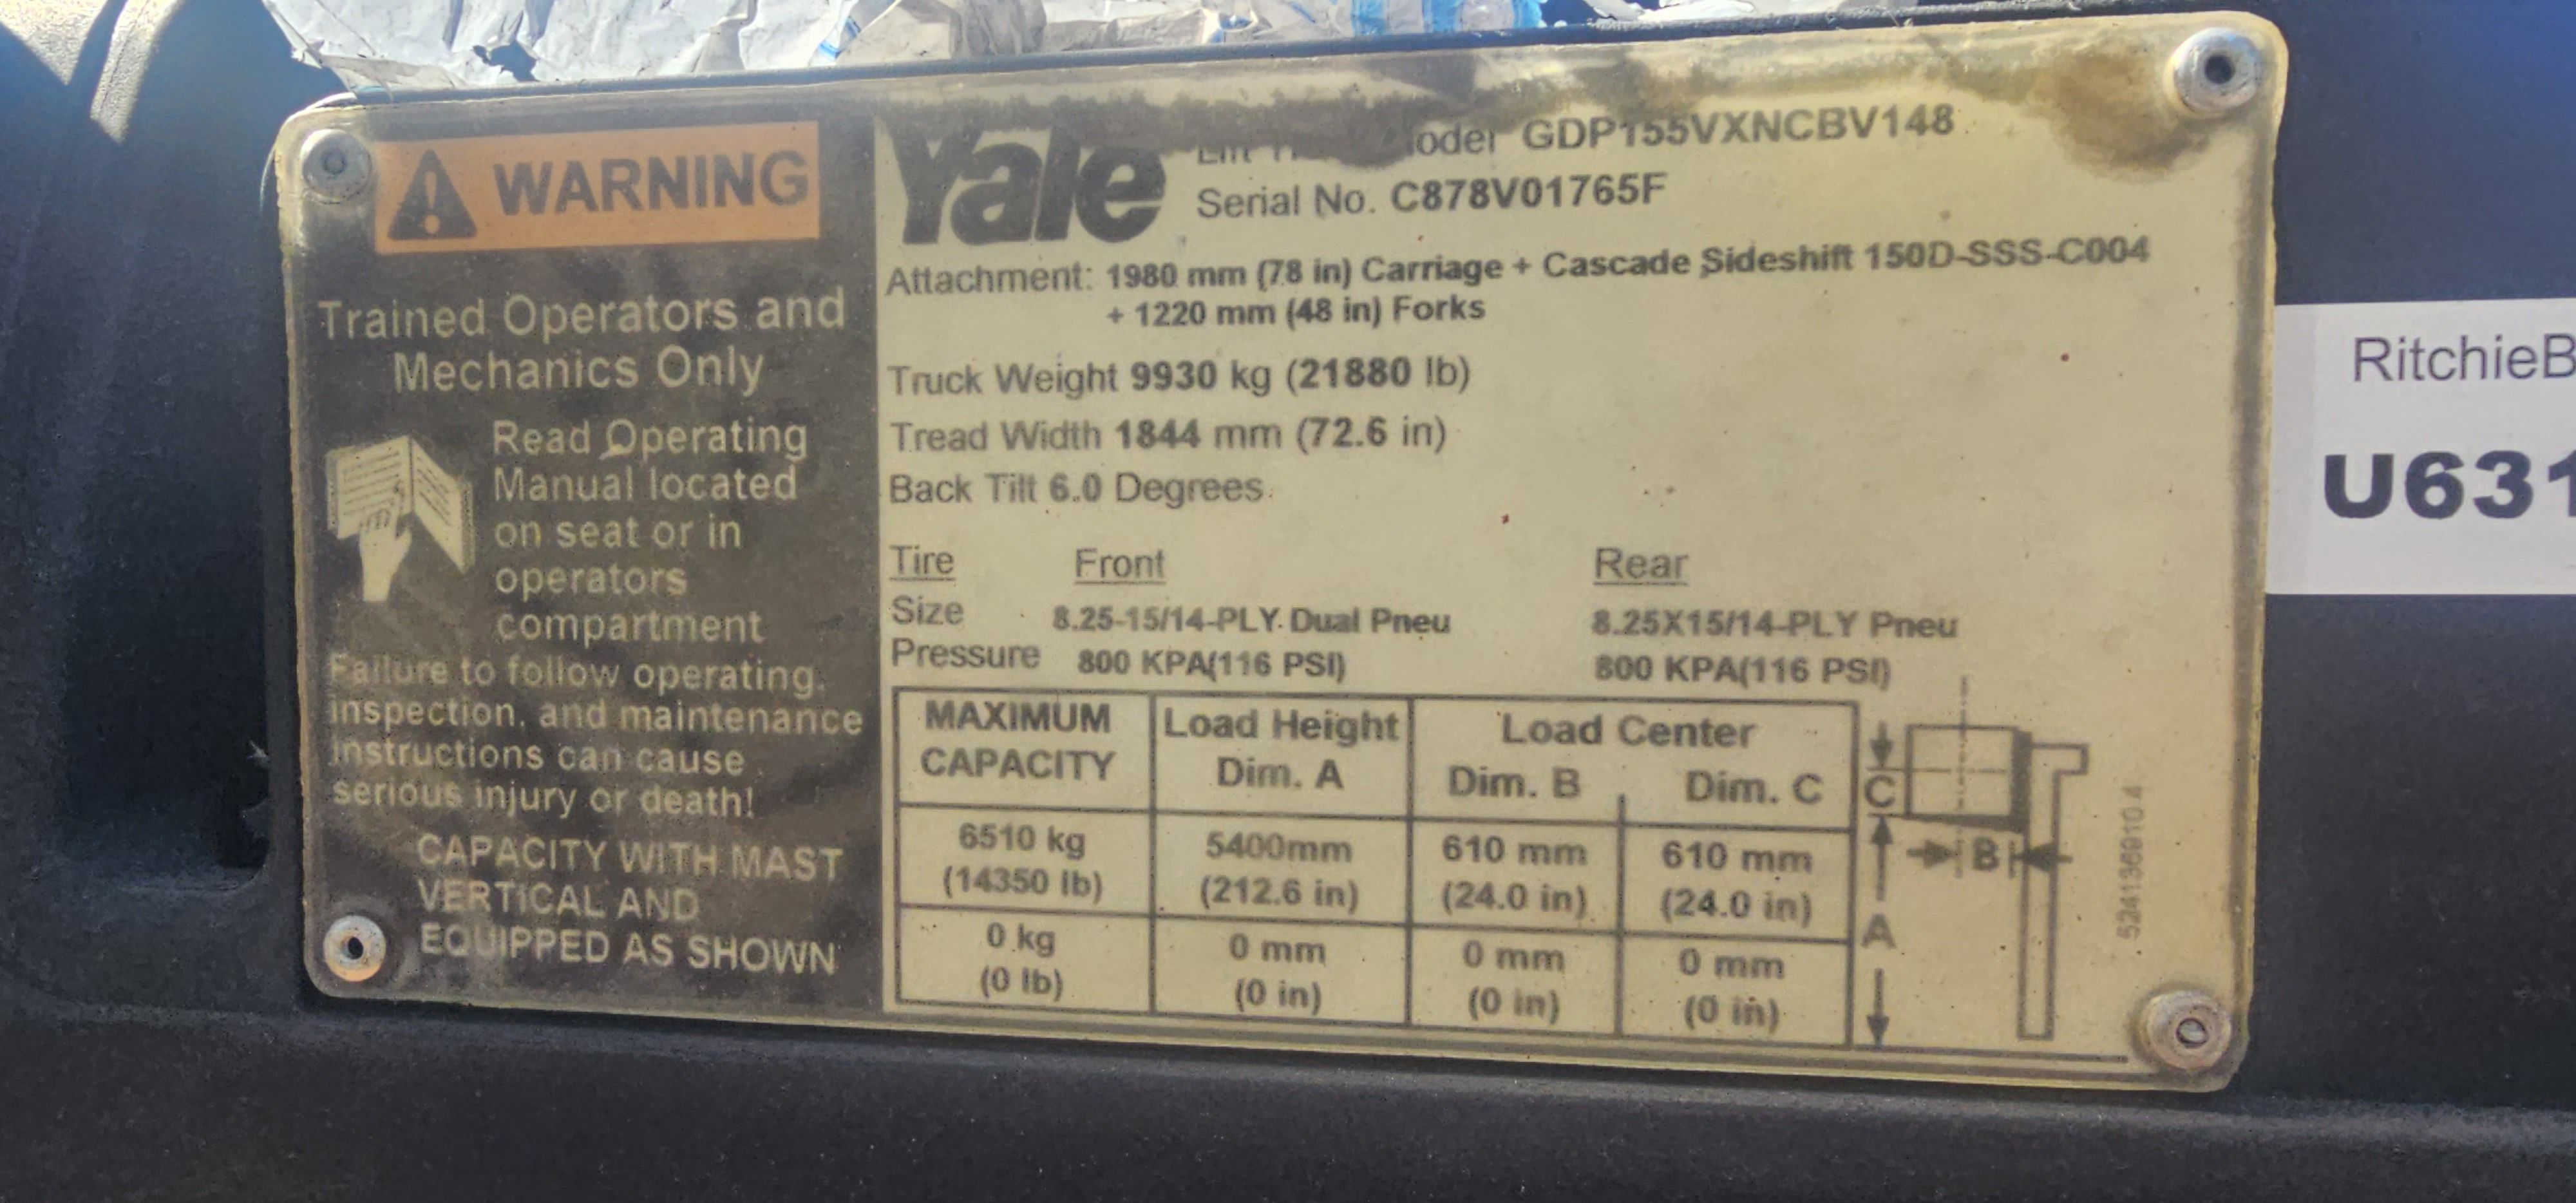 WARNING
Trained Operators and
Mechanics Only
Read Operating
Manual located
on seat or in
operators
compartment
Failure to follow operating,
inspection, and maintenance
instructions can cause
serious injury or death!
CAPACITY WITH MAST
VERTICAL AND
EQUIPPED AS SHOWN
Yale
Lift Model GDP155VXNCBV148
Serial No. C878V01765F
Attachment: 1980 mm (78 in) Carriage + Cascade Sideshift 150D-SSS-C004
+ 1220 mm (48 in) Forks
Truck Weight 9930 kg (21880 lb)
Tread Width 1844 mm (72.6 in)
Back Tilt 6.0 Degrees
Tire Front Rear
Size 8.25-15/14-PLY Dual Pneu 8.25X15/14-PLY Pneu
Pressure 800 KPA(116 PSI) 800 KPA(116 PSI)
MAXIMUM Load Height Load Center
CAPACITY Dim. A Dim. B Dim. C
6510 kg 5400mm 610 mm 610 mm
(14350 lb) (212.6 in) (24.0 in) (24.0 in)
0 kg 0 mm 0 mm 0 mm
(0 lb) (0 in) (0 in) (0 in)
C
B
A
524136910 4
RitchieB
U631